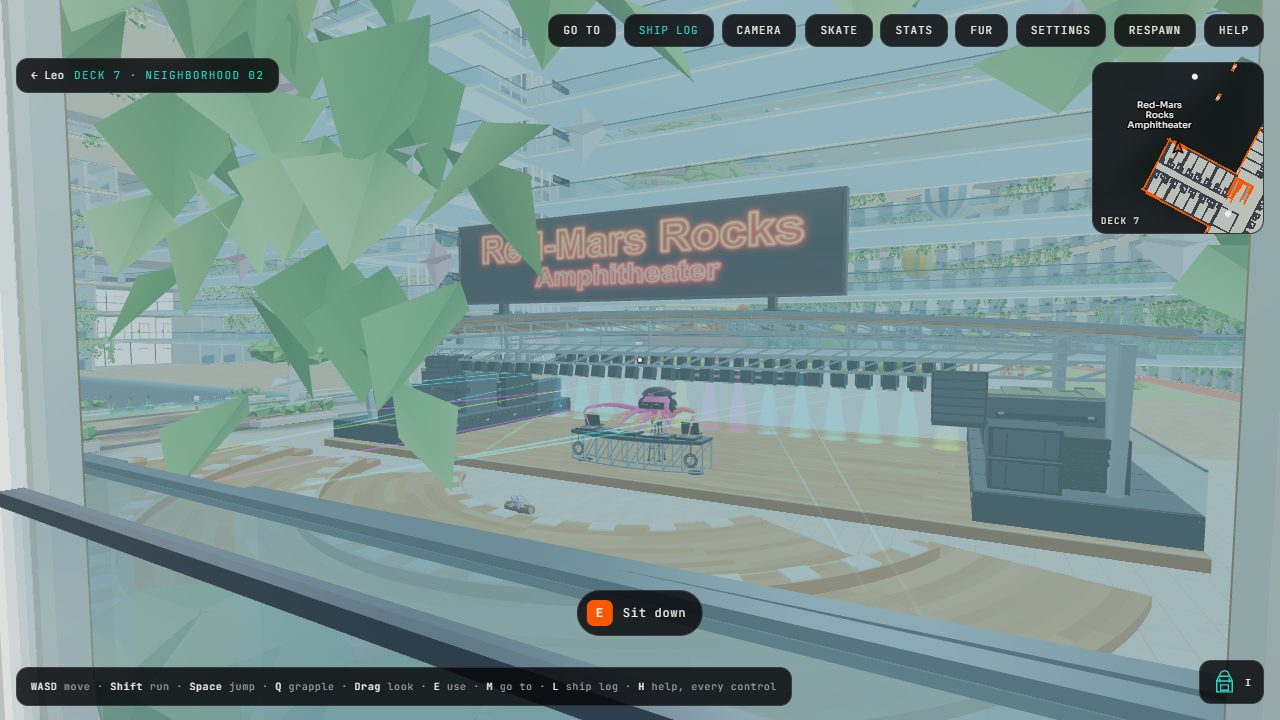 GO TO
SHIP LOG
CAMERA
SKATE
STATS
FUR
SETTINGS
RESPAWN
HELP
← Leo DECK 7 · NEIGHBORHOOD 02
Red-Mars
Rocks
Amphitheater
DECK 7
Red-Mars Rocks
Amphitheater
E Sit down
WASD move · Shift run · Space jump · Q grapple · Drag look · E use · M go to · L ship log · H help, every control
I